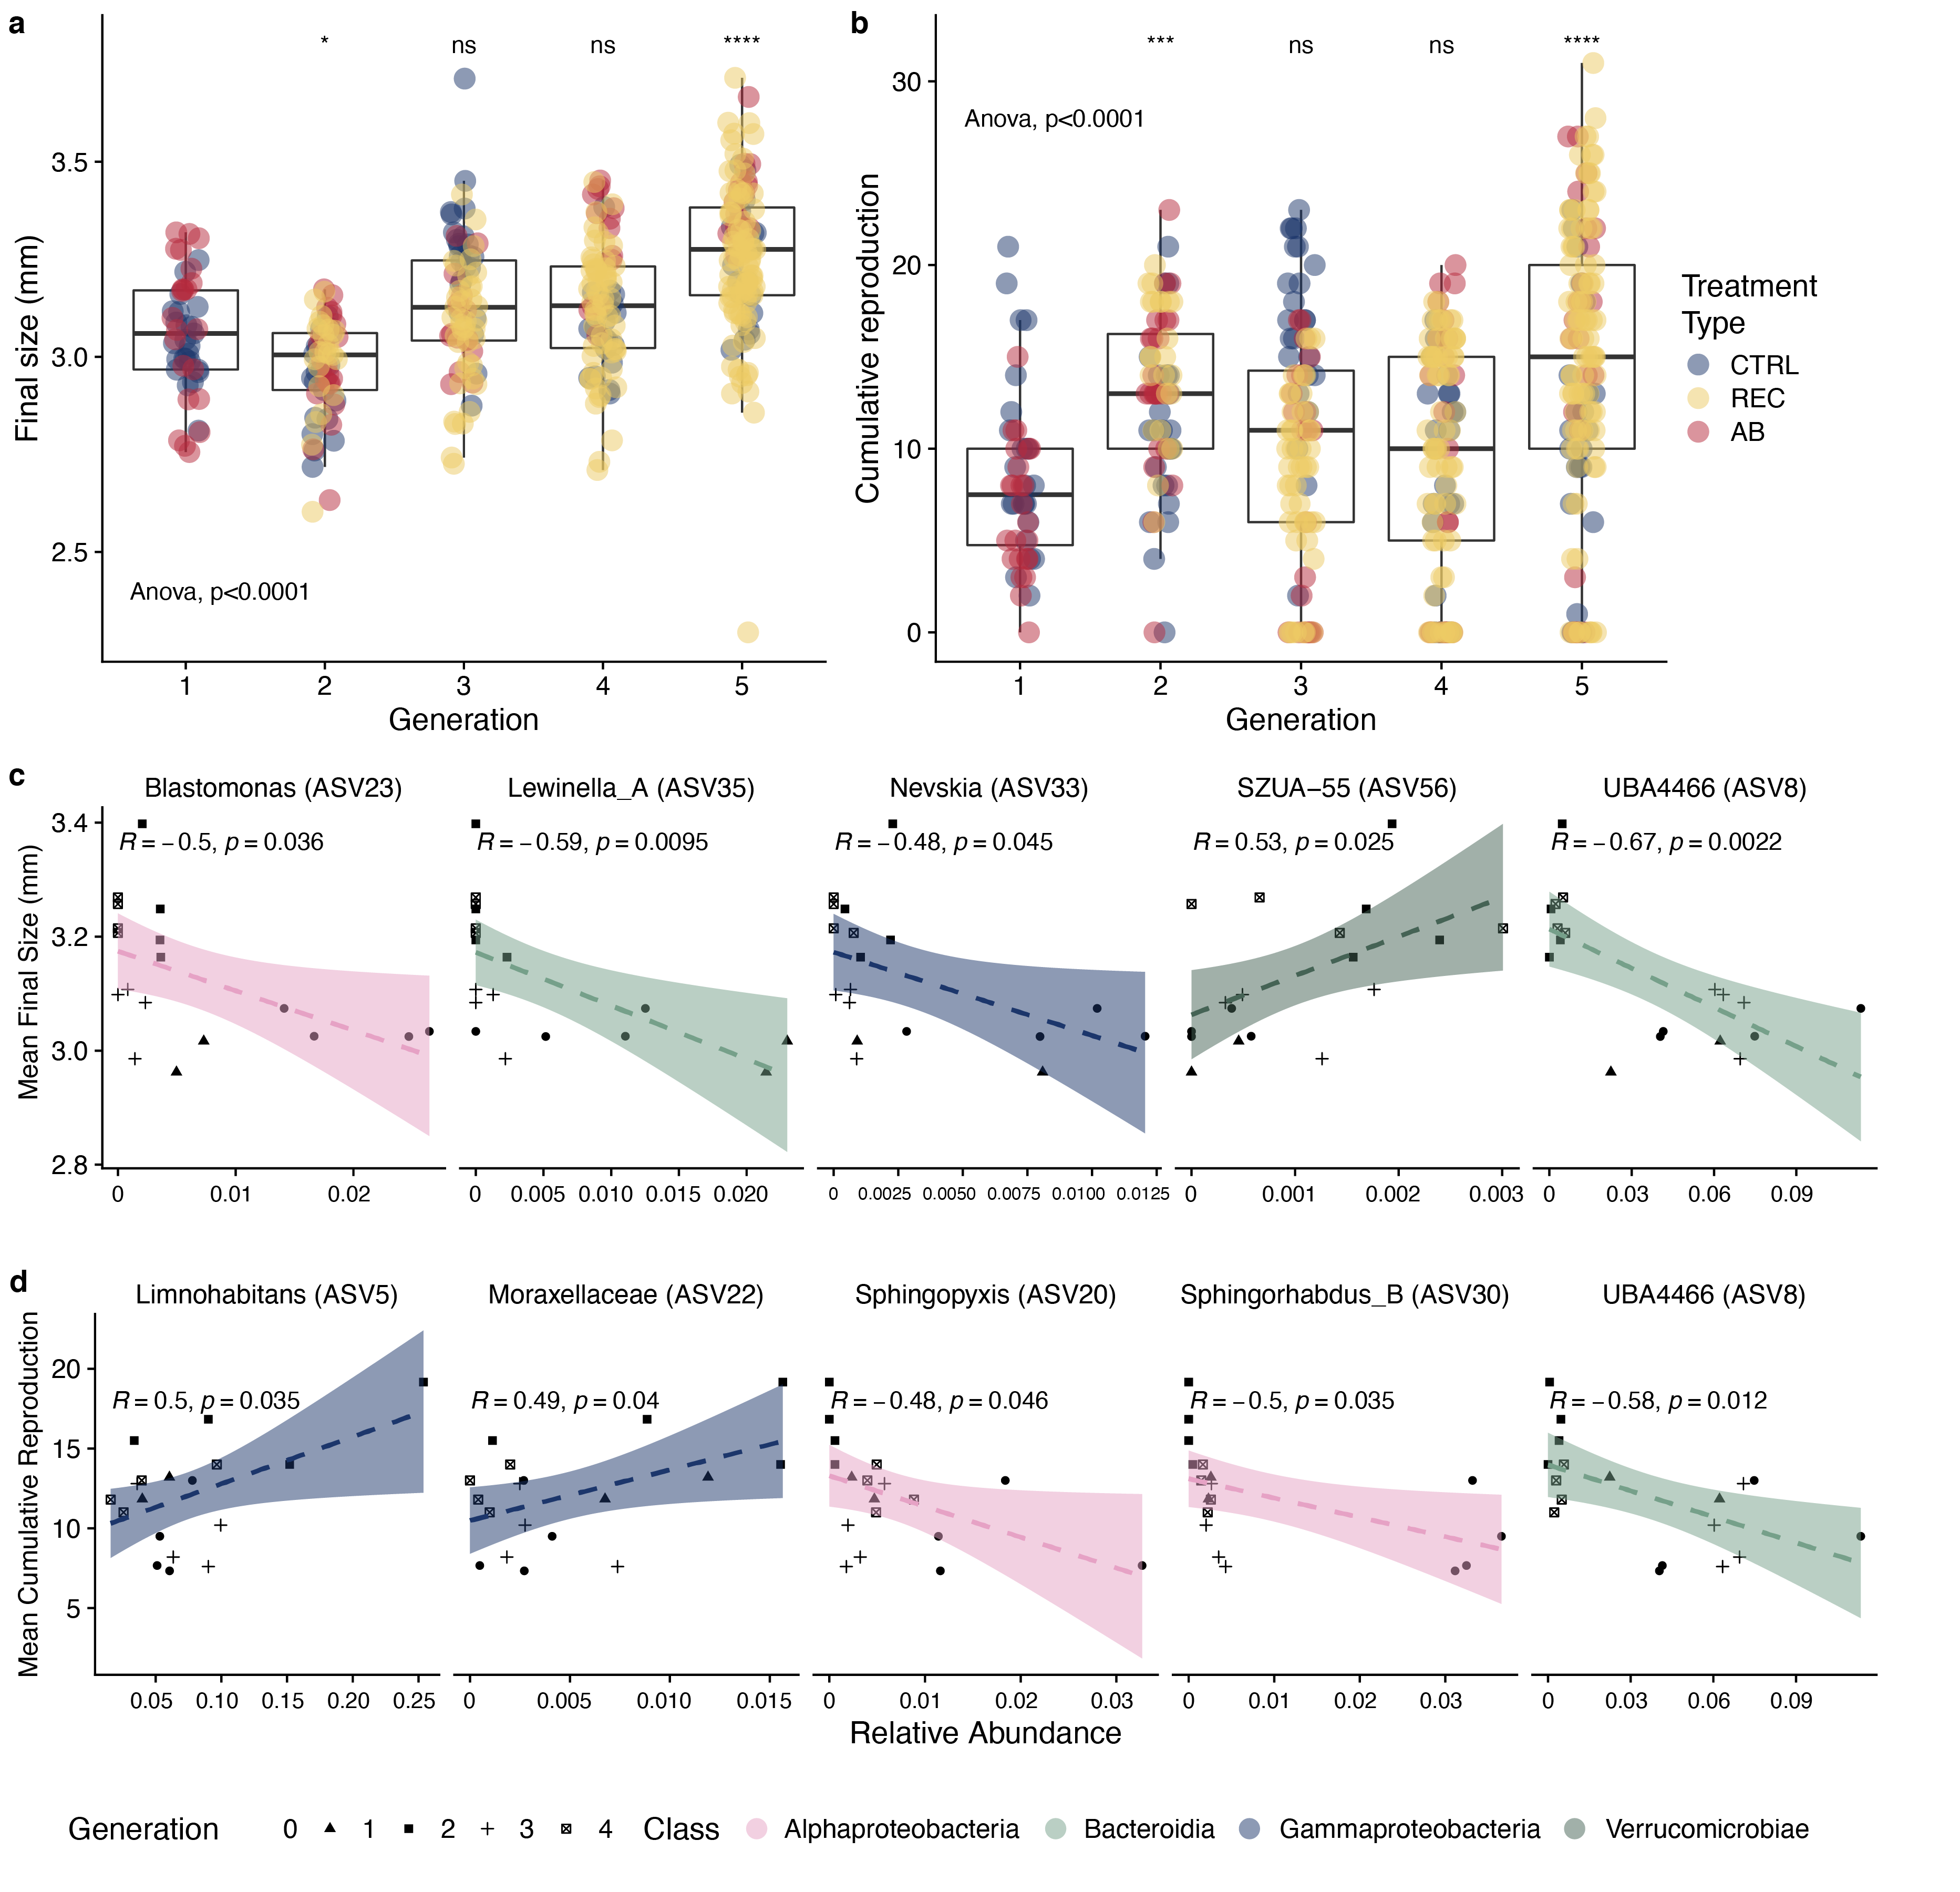 a
b
* ns ns ****
*** ns ns ****
Final size (mm)
3.5
3.0
2.5
Anova, p<0.0001
1 2 3 4 5
Generation
Cumulative reproduction
30
20
10
0
Anova, p<0.0001
1 2 3 4 5
Generation
Treatment
Type
CTRL
REC
AB
c
Blastomonas (ASV23)
Lewinella_A (ASV35)
Nevskia (ASV33)
SZUA−55 (ASV56)
UBA4466 (ASV8)
Mean Final Size (mm)
3.4
3.2
3.0
2.8
R = −0.5, p = 0.036
R = −0.59, p = 0.0095
R = −0.48, p = 0.045
R = 0.53, p = 0.025
R = −0.67, p = 0.0022
0 0.01 0.02
0 0.005 0.010 0.015 0.020
0 0.0025 0.0050 0.0075 0.0100 0.0125
0 0.001 0.002 0.003
0 0.03 0.06 0.09
d
Limnohabitans (ASV5)
Moraxellaceae (ASV22)
Sphingopyxis (ASV20)
Sphingorhabdus_B (ASV30)
UBA4466 (ASV8)
Mean Cumulative Reproduction
20
15
10
5
R = 0.5, p = 0.035
R = 0.49, p = 0.04
R = −0.48, p = 0.046
R = −0.5, p = 0.035
R = −0.58, p = 0.012
0.05 0.10 0.15 0.20 0.25
0 0.005 0.010 0.015
0 0.01 0.02 0.03
0 0.01 0.02 0.03
0 0.03 0.06 0.09
Relative Abundance
Generation 0 1 2 3 4 Class Alphaproteobacteria Bacteroidia Gammaproteobacteria Verrucomicrobiae